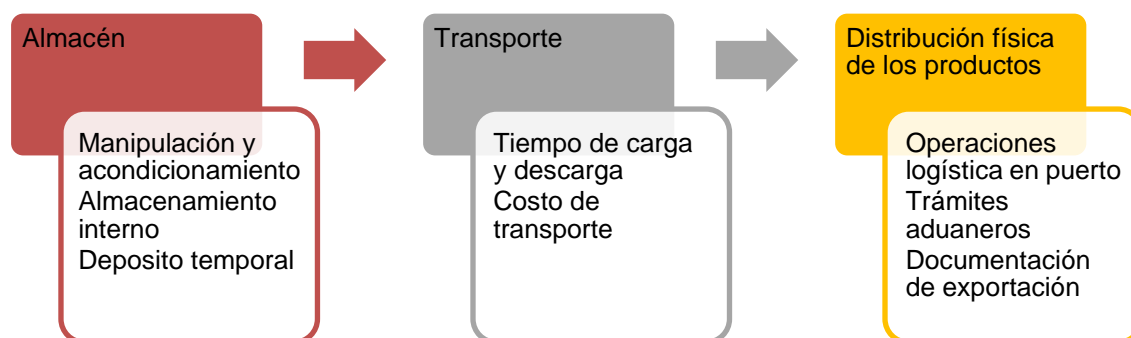 Almacén
Manipulación y
acondicionamiento
Almacenamiento
interno
Deposito temporal
Transporte
Tiempo de carga
y descarga
Costo de
transporte
Distribución física
de los productos
Operaciones
logística en puerto
Trámites
aduaneros
Documentación
de exportación